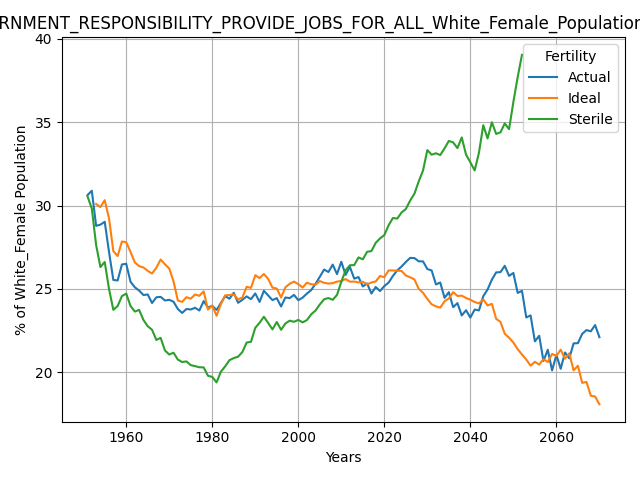 RNMENT_RESPONSIBILITY_PROVIDE_JOBS_FOR_ALL_White_Female_Population
40
35
30
25
20
% of White_Female Population
1960
1980
2000
2020
2040
2060
Years
Fertility
Actual
Ideal
Sterile